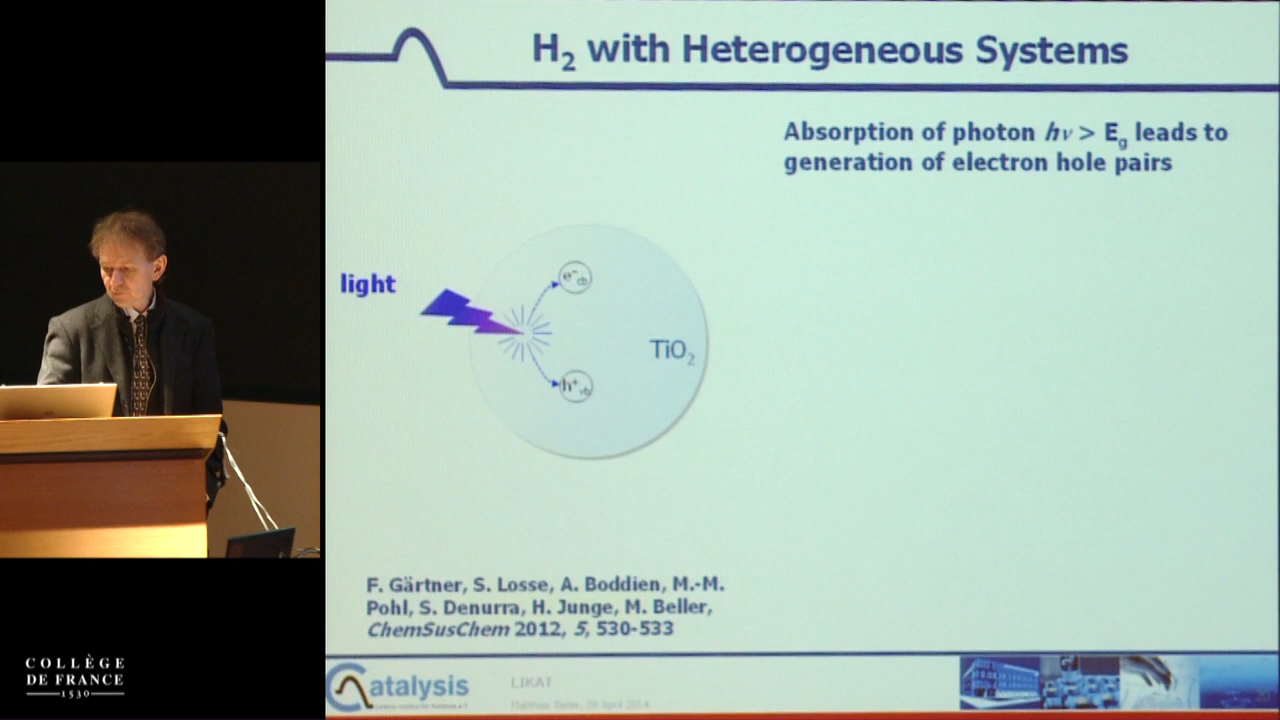 H₂ with Heterogeneous Systems
Absorption of photon hν > Eg leads to
generation of electron hole pairs
light
e⁻cb
TiO₂
h⁺vb
F. Gärtner, S. Losse, A. Boddien, M.-M.
Pohl, S. Denurra, H. Junge, M. Beller,
ChemSusChem 2012, 5, 530-533
Catalysis
LIKAT
COLLÈGE
DE FRANCE
1530